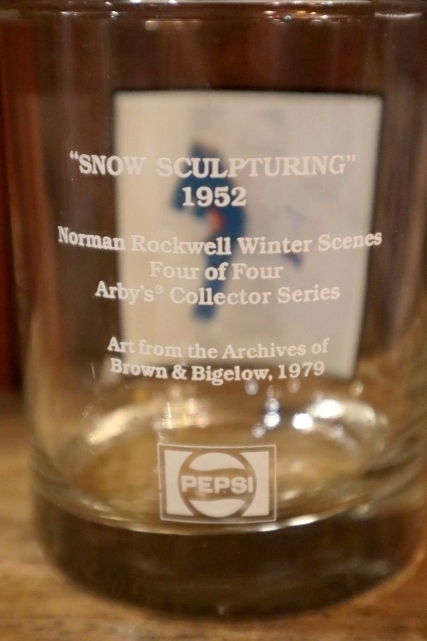 "SNOW SCULPTURING"
1952
Norman Rockwell Winter Scenes
Four of Four
Arby's® Collector Series
Art from the Archives of
Brown & Bigelow, 1979
PEPSI